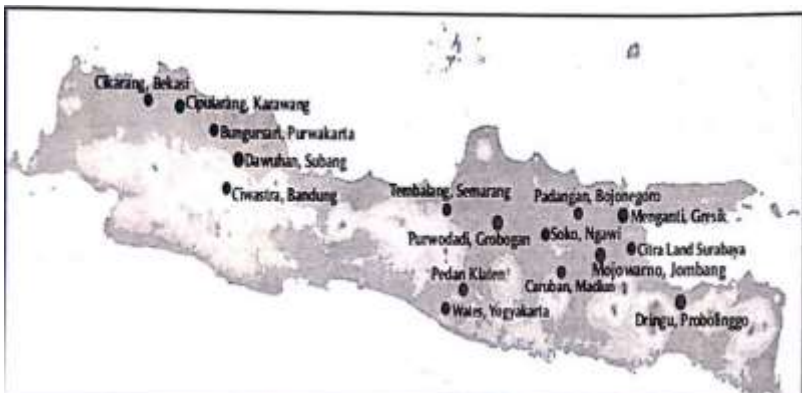 Cikarang, Bekasi
Cipularang, Karawang
Bungursari, Purwakarta
Dawuhan, Subang
Ciwastra, Bandung
Tembalang, Semarang
Padangan, Bojonegoro
Menganti, Gresik
Purwodadi, Grobogan
Soko, Ngawi
Citra Land Surabaya
Mojowarno, Jombang
Pedan Klaten
Caruban, Madiun
Wates, Yogyakarta
Dringu, Probolinggo